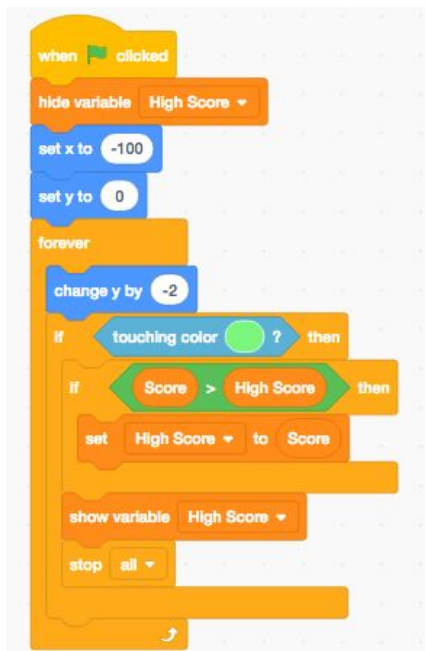 when clicked
hide variable High Score
set x to -100
set y to 0
forever
change y by -2
if touching color ? then
if Score > High Score then
set High Score to Score
show variable High Score
stop all